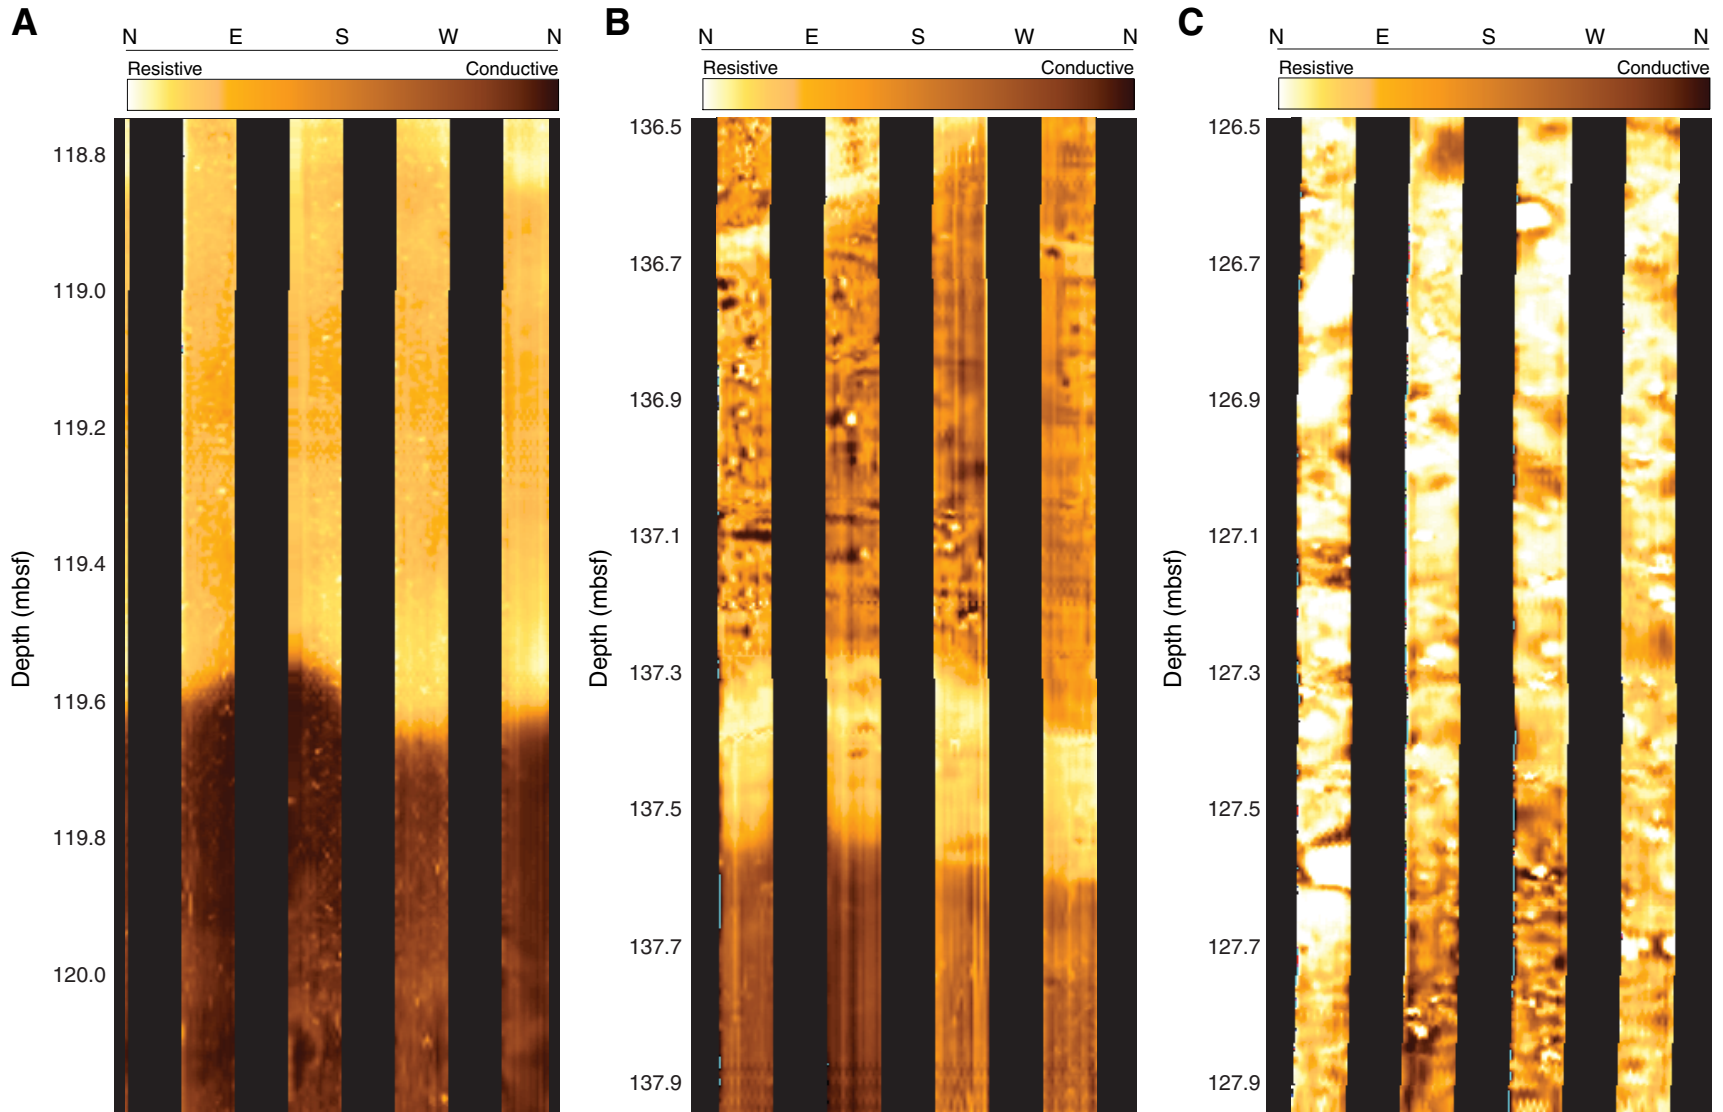 A
N E S W N
Resistive Conductive
118.8
119.0
119.2
119.4
119.6
119.8
120.0
Depth (mbsf)
B
N E S W N
Resistive Conductive
136.5
136.7
136.9
137.1
137.3
137.5
137.7
137.9
Depth (mbsf)
C
N E S W N
Resistive Conductive
126.5
126.7
126.9
127.1
127.3
127.5
127.7
127.9
Depth (mbsf)